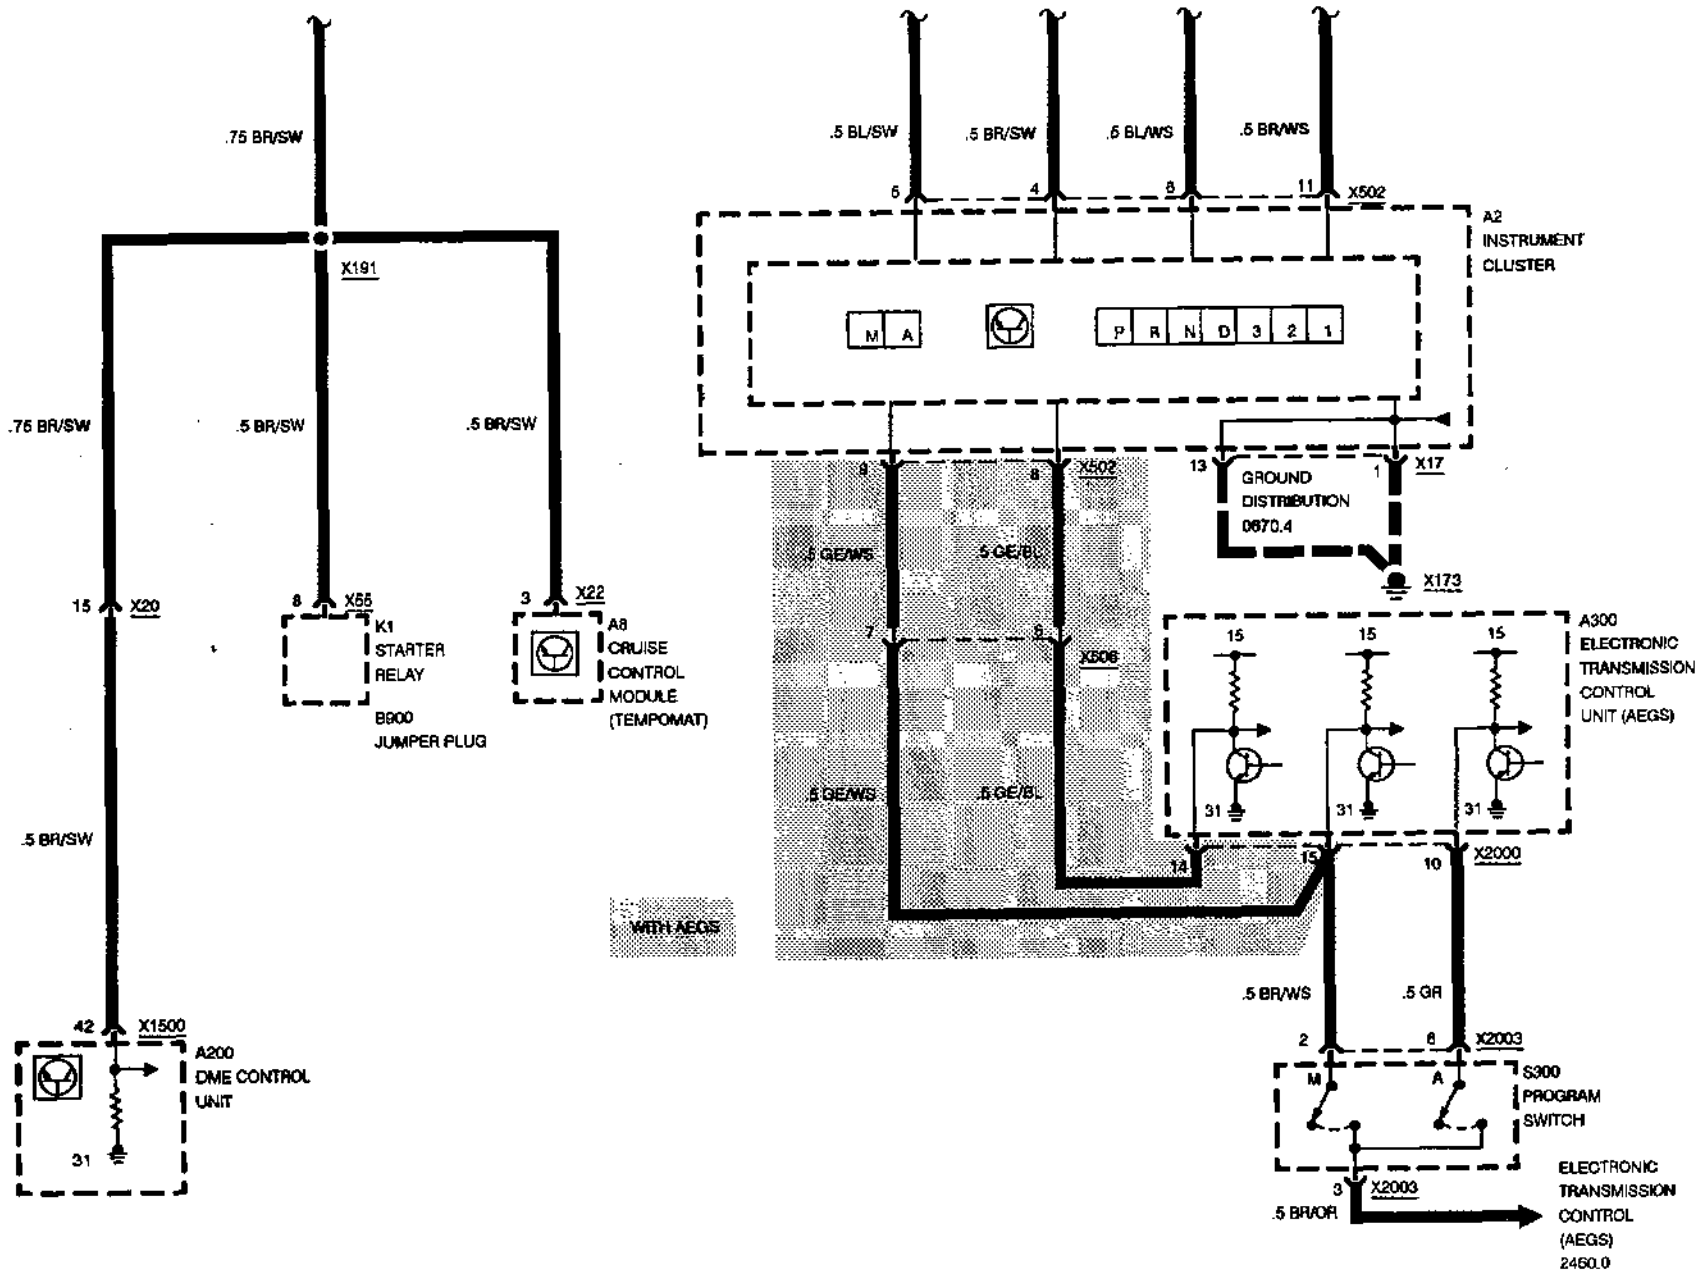 .75 BR/SW
.5 BL/SW
.5 BR/SW
.5 BL/WS
.5 BR/WS
5
4
6
11
X502
A2
INSTRUMENT
CLUSTER
X191
M A
P R N D 3 2 1
.75 BR/SW
.5 BR/SW
.5 BR/SW
9
8
X502
13
1
X17
GROUND
DISTRIBUTION
0670.4
.5 GE/WS
.5 GE/BL
X173
15
X20
8
X55
3
X22
K1
STARTER
RELAY
B900
JUMPER PLUG
A8
CRUISE
CONTROL
MODULE
(TEMPOMAT)
7
X506
15
15
15
31
31
31
A300
ELECTRONIC
TRANSMISSION
CONTROL
UNIT (AEGS)
.5 GE/WS
.5 GE/BL
.5 BR/SW
14
15
10
X2000
WITH AEGS
.5 BR/WS
.5 GR
42
X1500
A200
DME CONTROL
UNIT
31
2
6
X2003
M
A
S300
PROGRAM
SWITCH
3
X2003
.5 BR/OR
ELECTRONIC
TRANSMISSION
CONTROL
(AEGS)
2460.0